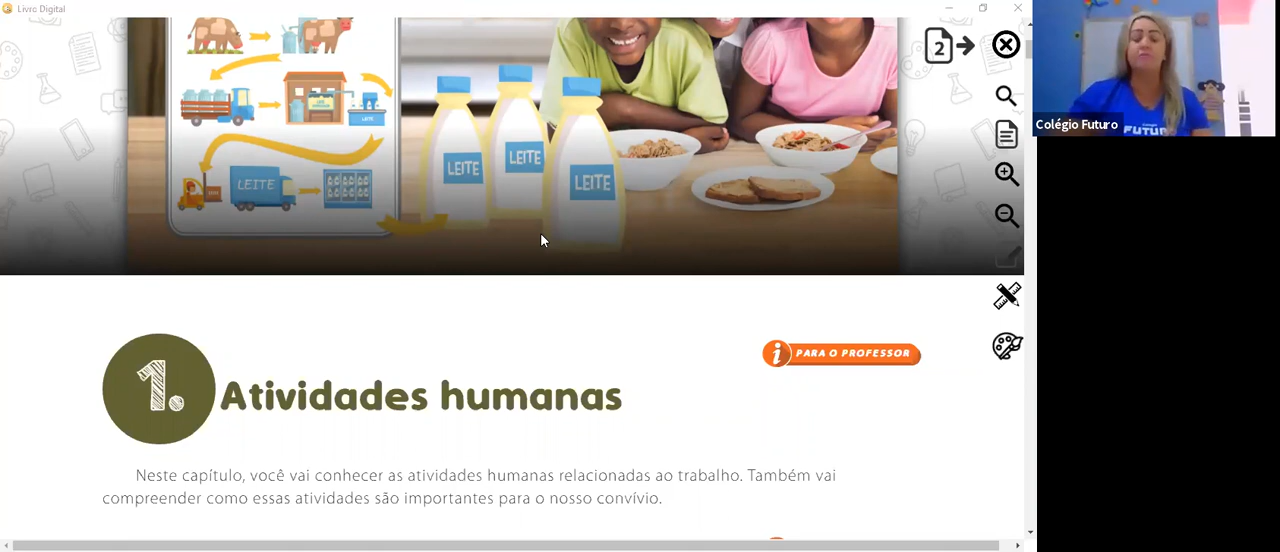 Livro Digital
2
Colégio Futuro
FUTUR
LEITE
LEITE
LEITE
LEITE
LEITE
1.
Atividades humanas
PARA O PROFESSOR
Neste capítulo, você vai conhecer as atividades humanas relacionadas ao trabalho. Também vai
compreender como essas atividades são importantes para o nosso convívio.